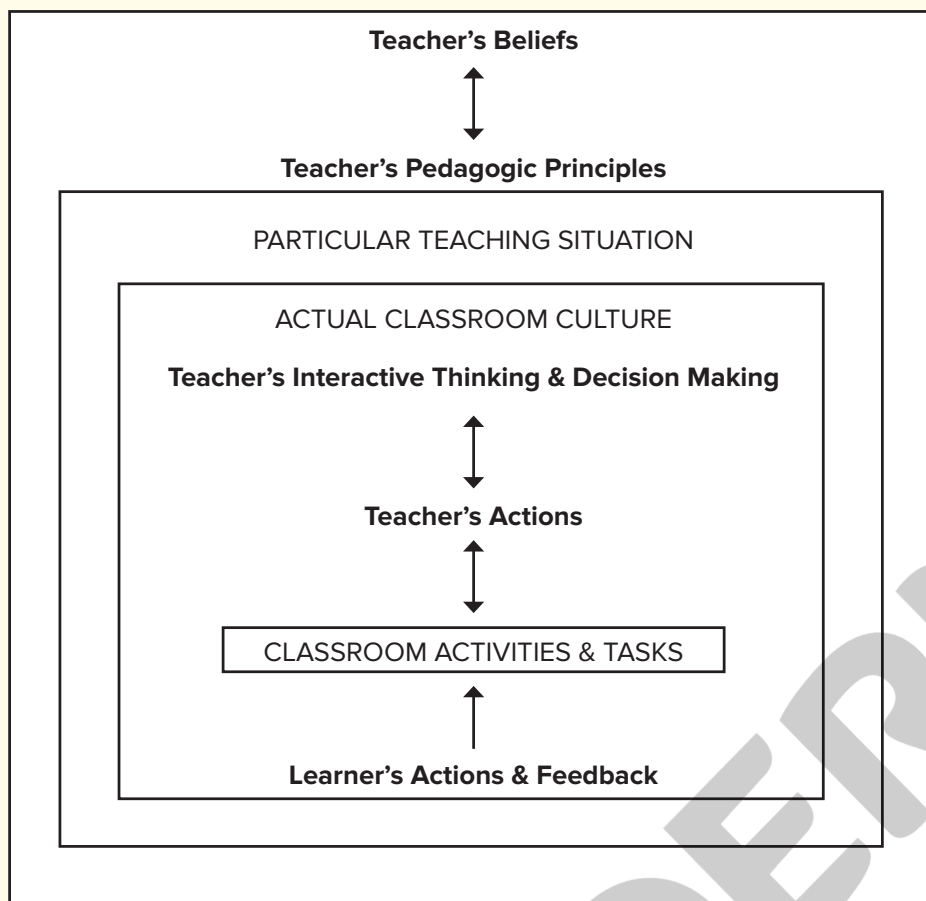 Teacher’s Beliefs
Teacher’s Pedagogic Principles
PARTICULAR TEACHING SITUATION
ACTUAL CLASSROOM CULTURE
Teacher’s Interactive Thinking & Decision Making
Teacher’s Actions
CLASSROOM ACTIVITIES & TASKS
Learner’s Actions & Feedback